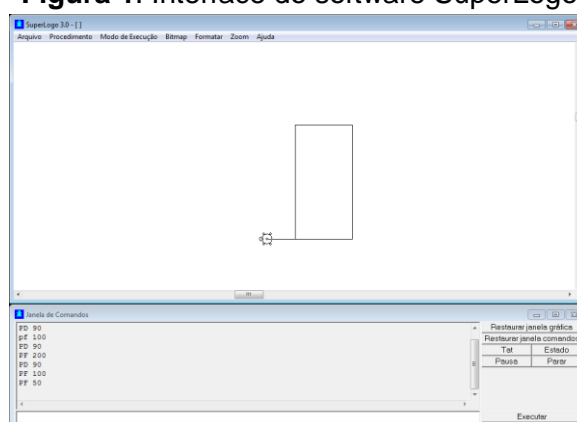 Figura 1. Interface do software SuperLogo
SuperLogo 3.0 - [ ]
Arquivo Procedimento Modo de Execução Bitmap Formatar Zoom Ajuda
Janela de Comandos
PD 90
pf 100
PD 90
PF 200
PD 90
PF 100
PF 50
Restaurar janela gráfica
Restaurar janela comandos
Tat Estado
Pausa Parar
Executar